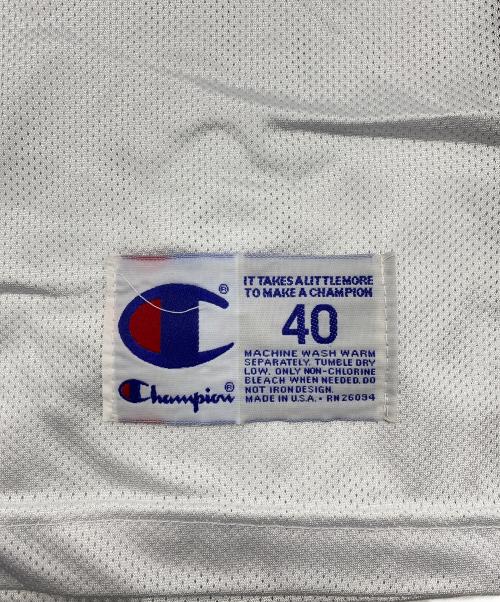 ®
Champion®
IT TAKES A LITTLE MORE
TO MAKE A CHAMPION
40
MACHINE WASH WARM
SEPARATELY. TUMBLE DRY
LOW. ONLY NON-CHLORINE
BLEACH WHEN NEEDED. DO
NOT IRON DESIGN.
MADE IN U.S.A. • RN 26094